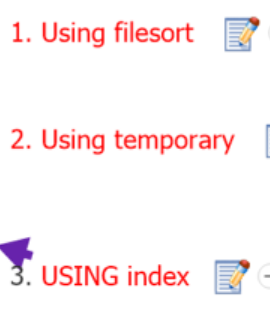 1. Using filesort
2. Using temporary
3. USING index